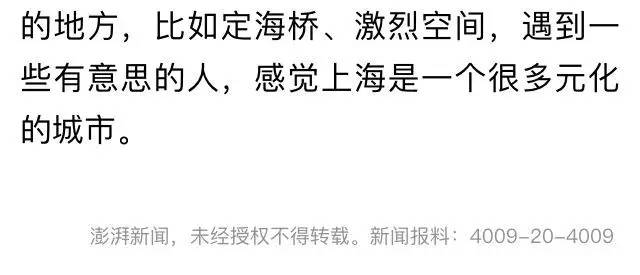 的地方，比如定海桥、激烈空间，遇到一
些有意思的人，感觉上海是一个很多元化
的城市。
澎湃新闻，未经授权不得转载。新闻报料：4009-20-4009